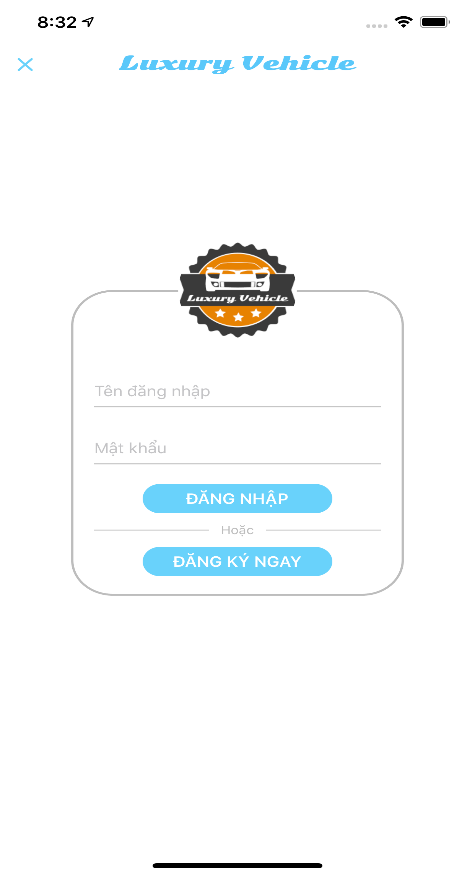 8:32
Luxury Vehicle
Luxury Vehicle
Tên đăng nhập
Mật khẩu
ĐĂNG NHẬP
Hoặc
ĐĂNG KÝ NGAY